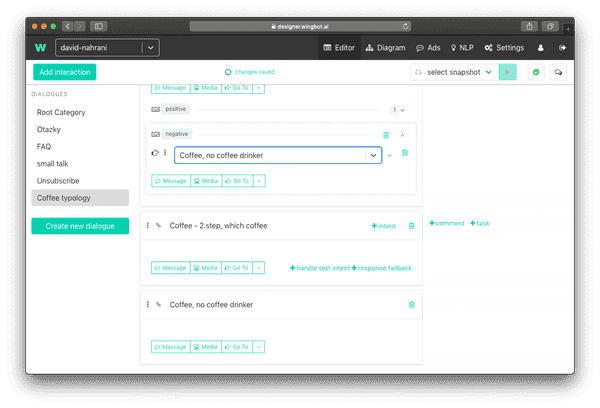 designer.wingbot.ai
W david-nahrani Editor Diagram Ads NLP Settings
Add interaction changes saved select snapshot
DIALOGUES
Root Category
Otazky
FAQ
small talk
Unsubscribe
Coffee typology
Create new dialogue
Message Media Go To
positive 1
negative
Coffee, no coffee drinker
Message Media Go To
Coffee - 2.step, which coffee +intent +comment +task
Message Media Go To +handle text intent +response fallback
Coffee, no coffee drinker
Message Media Go To